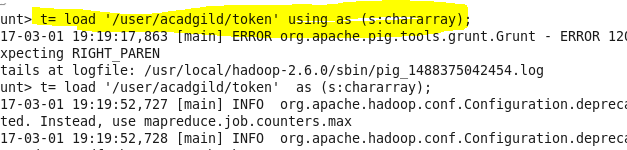 unt> t= load '/user/acadgild/token' using as (s:chararray);
17-03-01 19:19:17,863 [main] ERROR org.apache.pig.tools.grunt.Grunt - ERROR 120
xpecting RIGHT_PAREN
tails at logfile: /usr/local/hadoop-2.6.0/sbin/pig_1488375042454.log
unt> t= load '/user/acadgild/token'  as (s:chararray);
17-03-01 19:19:52,727 [main] INFO  org.apache.hadoop.conf.Configuration.depreca
ted. Instead, use mapreduce.job.counters.max
17-03-01 19:19:52,728 [main] INFO  org.apache.hadoop.conf.Configuration.depreca